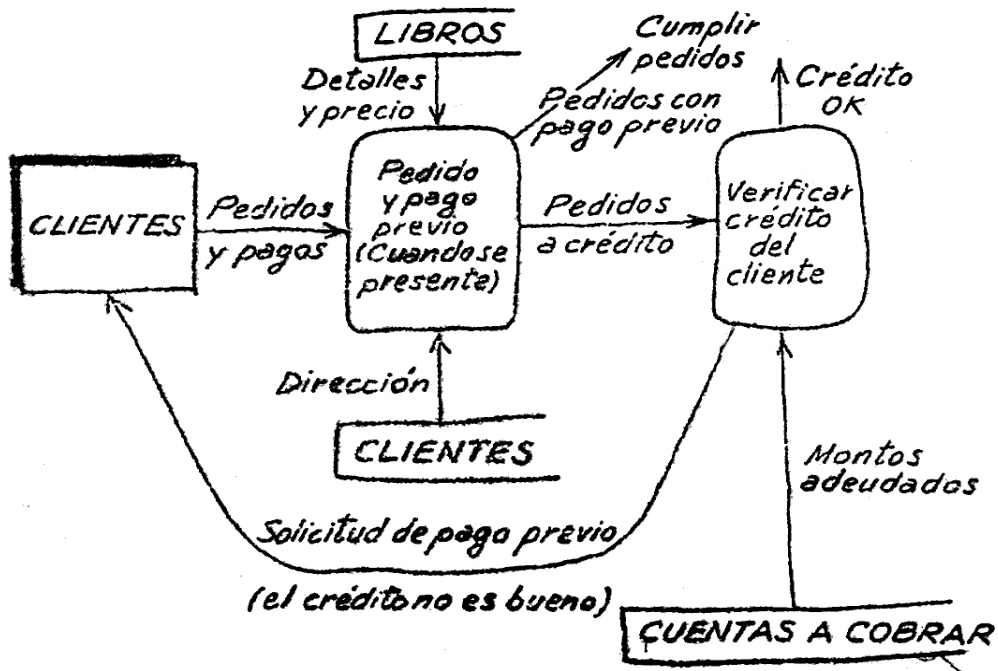 LIBROS
Detalles
y precio
Cumplir
pedidos
Pedidos con
pago previo
Crédito
OK
CLIENTES
Pedidos
y pagos
Pedido
y pago
previo
(Cuando se
presente)
Pedidos
a crédito
Verificar
crédito
del
cliente
Dirección
CLIENTES
Montos
adeudados
Solicitud de pago previo
(el crédito no es bueno)
CUENTAS A COBRAR